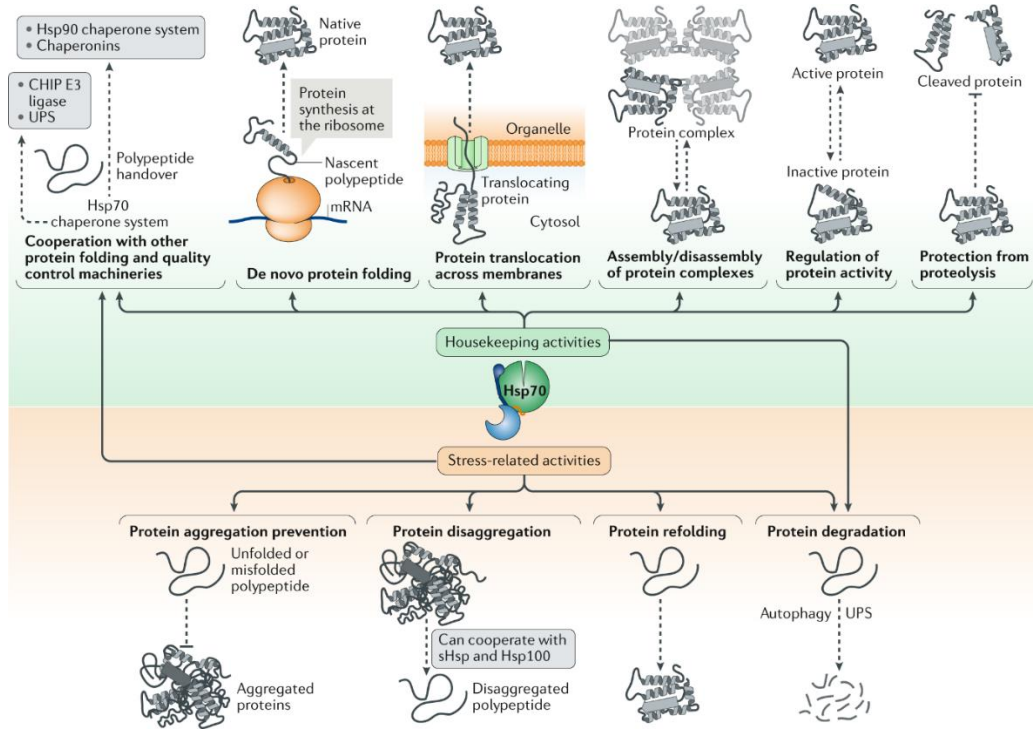 • Hsp90 chaperone system
• Chaperonins
• CHIP E3
ligase
• UPS
Polypeptide
handover
Hsp70
chaperone system
Cooperation with other
protein folding and quality
control machineries
Native
protein
Protein
synthesis at
the ribosome
Nascent
polypeptide
mRNA
De novo protein folding
Organelle
Translocating
protein
Cytosol
Protein translocation
across membranes
Protein complex
Assembly/disassembly
of protein complexes
Active protein
Inactive protein
Regulation of
protein activity
Cleaved protein
Protection from
proteolysis
Housekeeping activities
Hsp70
Stress-related activities
Protein aggregation prevention
Unfolded or
misfolded
polypeptide
Aggregated
proteins
Protein disaggregation
Can cooperate with
sHsp and Hsp100
Disaggregated
polypeptide
Protein refolding
Protein degradation
Autophagy
UPS